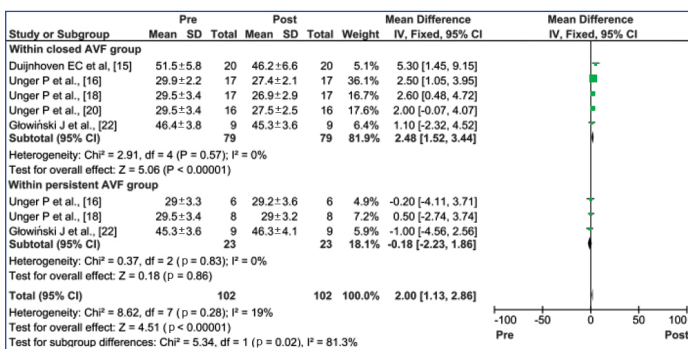 Pre Post Mean Difference Mean Difference
Study or Subgroup Mean SD Total Mean SD Total Weight IV, Fixed, 95% CI IV, Fixed, 95% CI
Within closed AVF group
Duijnhoven EC et al, [15] 51.5±5.8 20 46.2±6.6 20 5.1% 5.30 [1.45, 9.15]
Unger P et al., [16] 29.9±2.2 17 27.4±2.1 17 36.1% 2.50 [1.05, 3.95]
Unger P et al., [18] 29.5±3.4 17 26.9±2.9 17 16.7% 2.60 [0.48, 4.72]
Unger P et al., [20] 29.5±3.4 16 27.5±2.5 16 17.6% 2.00 [-0.07, 4.07]
Głowiński J et al., [22] 46.4±3.8 9 45.3±3.6 9 6.4% 1.10 [-2.32, 4.52]
Subtotal (95% CI) 79 79 81.9% 2.48 [1.52, 3.44]
Heterogeneity: Chi² = 2.91, df = 4 (P = 0.57); I² = 0%
Test for overall effect: Z = 5.06 (P < 0.00001)
Within persistent AVF group
Unger P et al., [16] 29±3.3 6 29.2±3.6 6 4.9% -0.20 [-4.11, 3.71]
Unger P et al., [18] 29.5±3.4 8 29±3.2 8 7.2% 0.50 [-2.74, 3.74]
Głowiński J et al., [22] 45.3±3.6 9 46.3±4.1 9 5.9% -1.00 [-4.56, 2.56]
Subtotal (95% CI) 23 23 18.1% -0.18 [-2.23, 1.86]
Heterogeneity: Chi² = 0.37, df = 2 (p = 0.83); I² = 0%
Test for overall effect: Z = 0.18 (p = 0.86)
Total (95% CI) 102 102 100.0% 2.00 [1.13, 2.86]
Heterogeneity: Chi² = 8.62, df = 7 (p = 0.28); I² = 19%
Test for overall effect: Z = 4.51 (p < 0.00001)
Test for subgroup differences: Chi² = 5.34, df = 1 (p = 0.02), I² = 81.3%
-100 -50 0 50 100
Pre Post